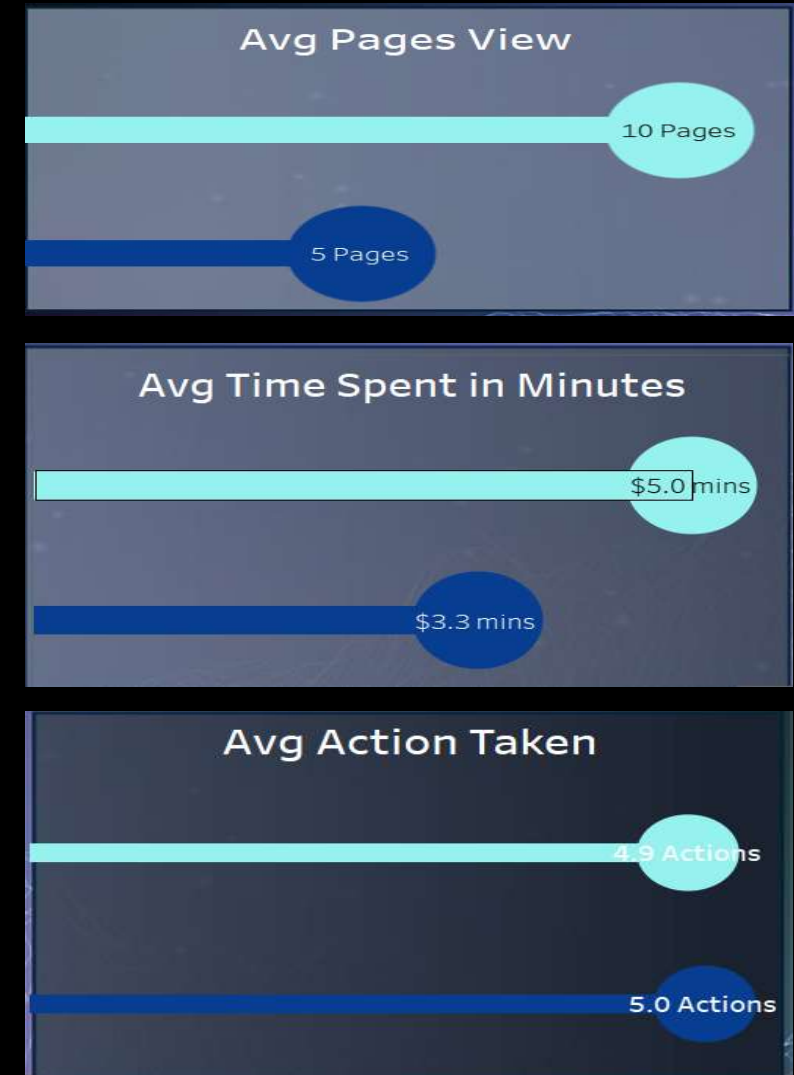 Avg Pages View
10 Pages
5 Pages
Avg Time Spent in Minutes
$5.0 mins
$3.3 mins
Avg Action Taken
4.9 Actions
5.0 Actions